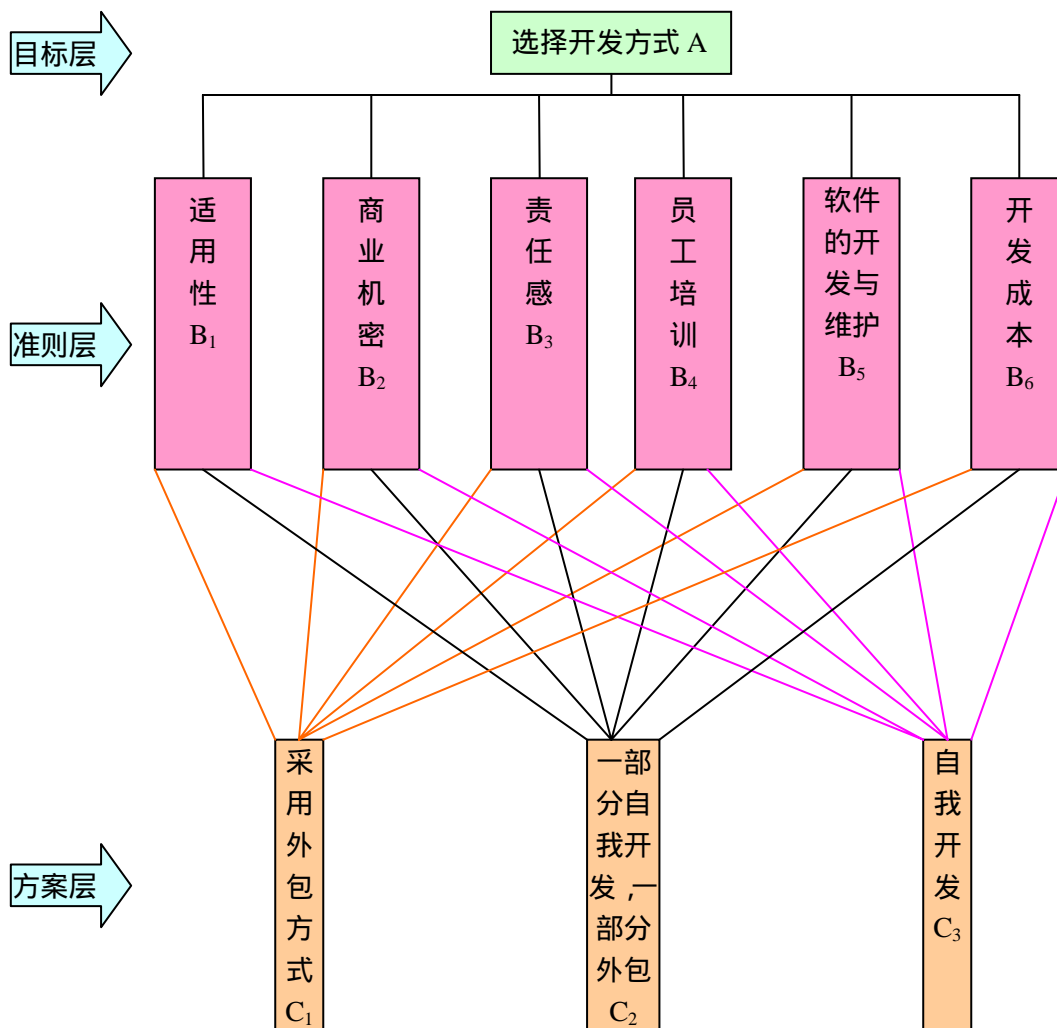 目标层
选择开发方式 A
准则层
适
用
性
B₁
商
业
机
密
B₂
责
任
感
B₃
员
工
培
训
B₄
软件
的开
发与
维护
B₅
开
发
成
本
B₆
方案层
采
用
外
包
方
式
C₁
一部
分自
我开
发,一
部分
外包
C₂
自
我
开
发
C₃